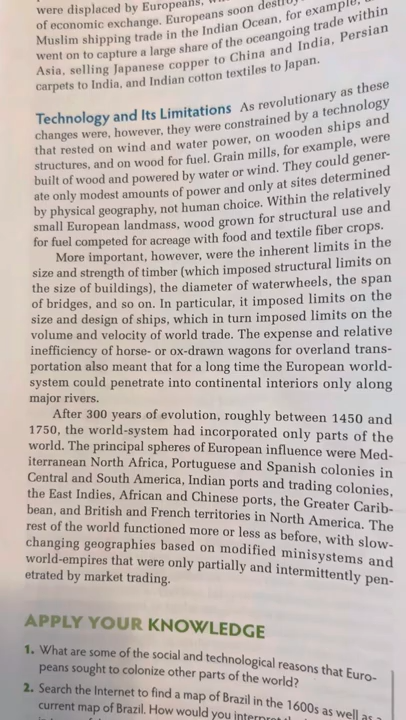 were displaced by Europeans,
of economic exchange. Europeans soon
Muslim shipping trade in the Indian Ocean, for example,
went on to capture a large share of the oceangoing trade within
Asia, selling Japanese copper to China and India, Persian
carpets to India, and Indian cotton textiles to Japan.
Technology and Its Limitations As revolutionary as these
changes were, however, they were constrained by a technology
that rested on wind and water power, on wooden ships and
structures, and on wood for fuel. Grain mills, for example, were
built of wood and powered by water or wind. They could gener-
ate only modest amounts of power and only at sites determined
by physical geography, not human choice. Within the relatively
small European landmass, wood grown for structural use and
for fuel competed for acreage with food and textile fiber crops.
More important, however, were the inherent limits in the
size and strength of timber (which imposed structural limits on
the size of buildings), the diameter of waterwheels, the span
of bridges, and so on. In particular, it imposed limits on the
size and design of ships, which in turn imposed limits on the
volume and velocity of world trade. The expense and relative
inefficiency of horse- or ox-drawn wagons for overland trans-
portation also meant that for a long time the European world-
system could penetrate into continental interiors only along
major rivers.
After 300 years of evolution, roughly between 1450 and
1750, the world-system had incorporated only parts of the
world. The principal spheres of European influence were Med-
iterranean North Africa, Portuguese and Spanish colonies in
Central and South America, Indian ports and trading colonies,
the East Indies, African and Chinese ports, the Greater Carib-
bean, and British and French territories in North America. The
rest of the world functioned more or less as before, with slow-
changing geographies based on modified minisystems and
world-empires that were only partially and intermittently pen-
etrated by market trading.
APPLY YOUR KNOWLEDGE
1. What are some of the social and technological reasons that Euro-
peans sought to colonize other parts of the world?
2. Search the Internet to find a map of Brazil in the 1600s as well as a
current map of Brazil. How would you